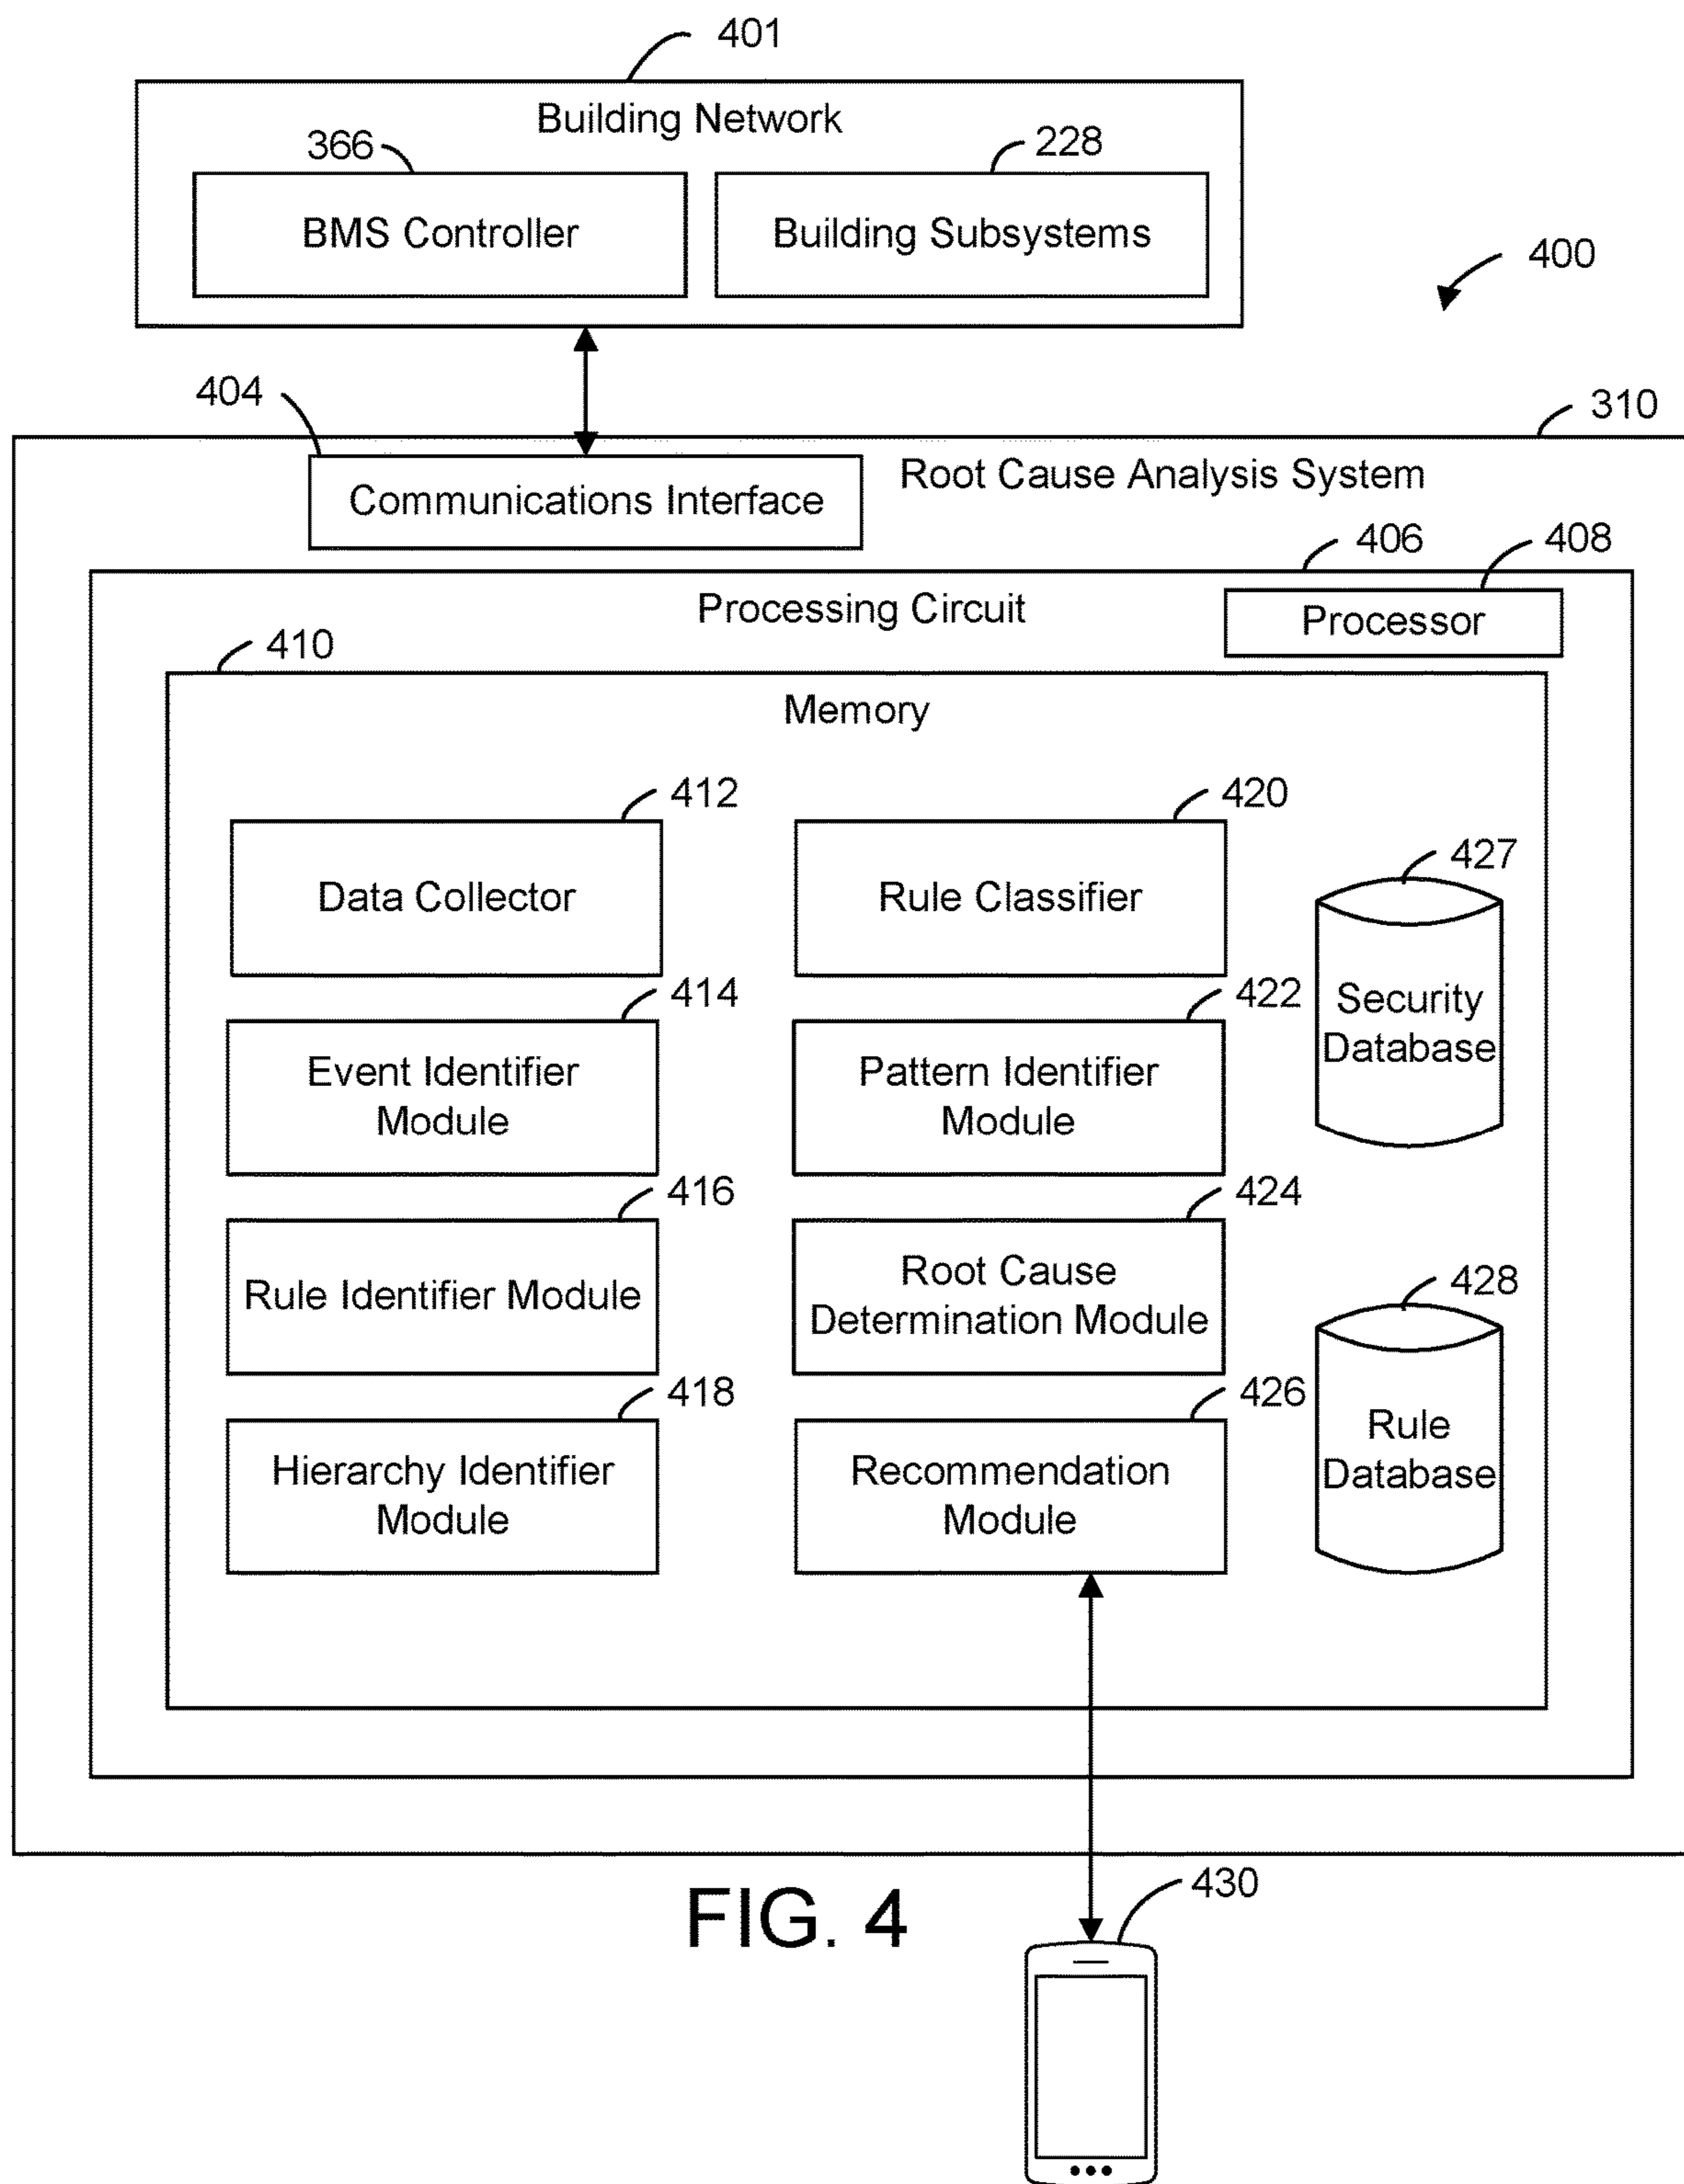 401
Building Network
366
228
BMS Controller
Building Subsystems
400
404
310
Communications Interface
Root Cause Analysis System
406
408
Processing Circuit
Processor
410
Memory
412
420
Data Collector
Rule Classifier
427
Security
Database
414
422
Event Identifier
Module
Pattern Identifier
Module
416
424
Rule Identifier Module
Root Cause
Determination Module
428
Rule
Database
418
426
Hierarchy Identifier
Module
Recommendation
Module
FIG. 4
430